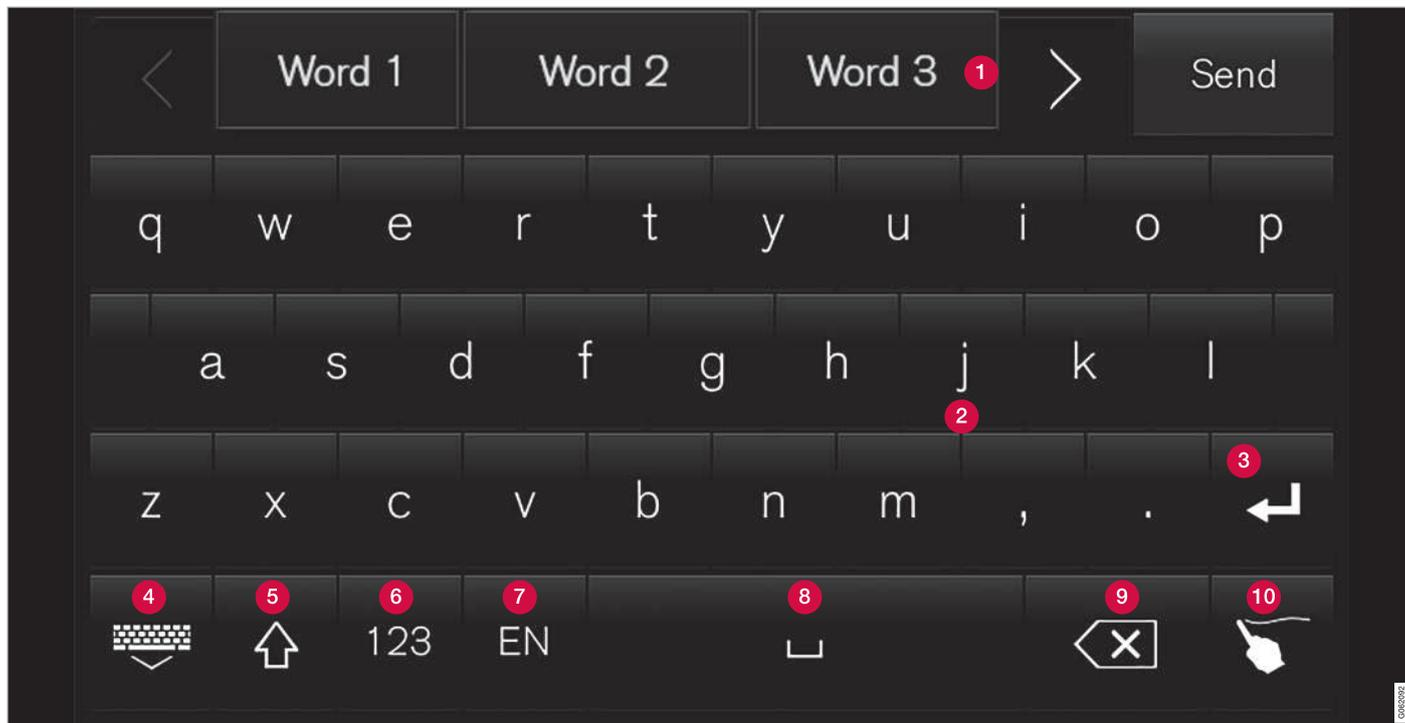 Word 1 Word 2 Word 3 1 Send
q w e r t y u i o p
a s d f g h j k l
2
3
z x c v b n m , .
4 5 6 7 8 9 10
123 EN
G062092